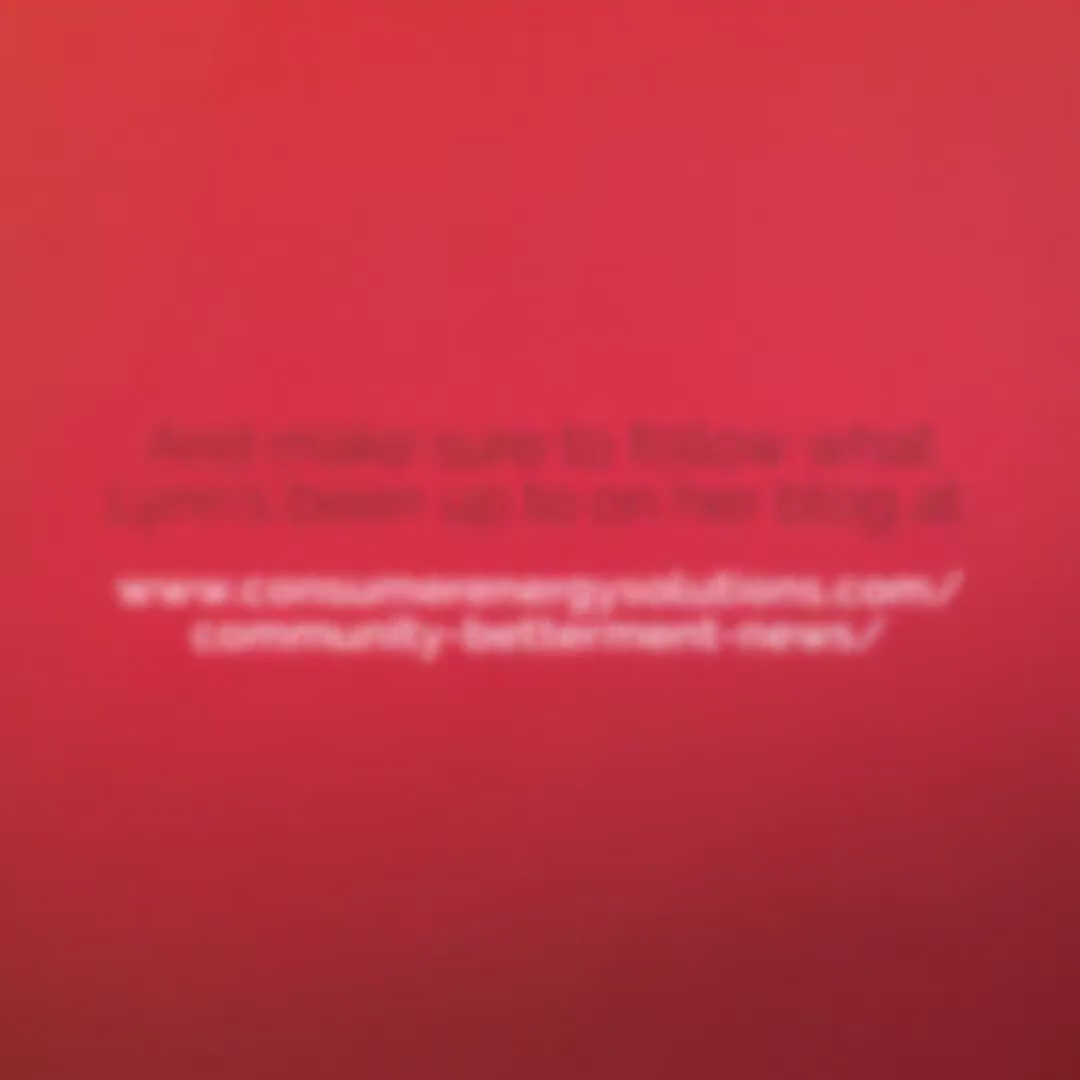 And make sure to follow what
Lynn's been up to on her blog at
www.consumerenergysolutions.com/
community-betterment-news/